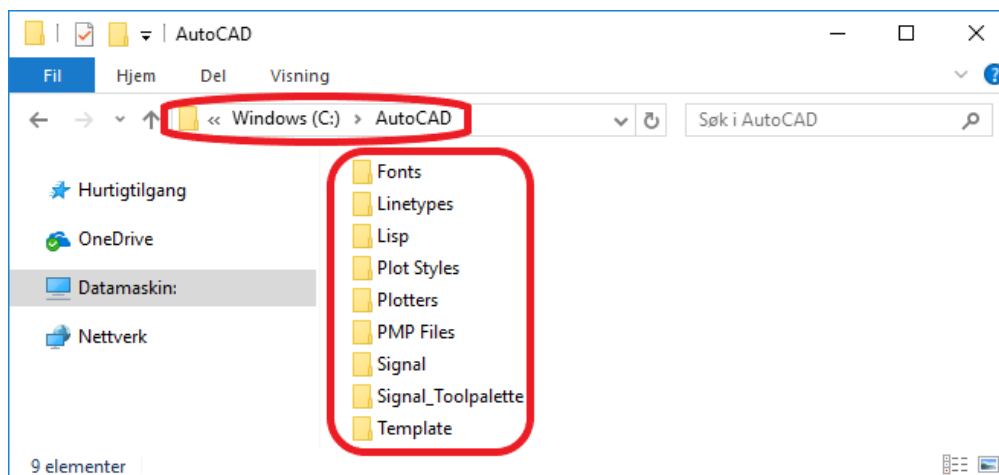 AutoCAD
Fil Hjem Del Visning
« Windows (C:) > AutoCAD Søk i AutoCAD
Hurtigtilgang
OneDrive
Datamaskin:
Nettverk
Fonts
Linetypes
Lisp
Plot Styles
Plotters
PMP Files
Signal
Signal_Toolpalette
Template
9 elementer